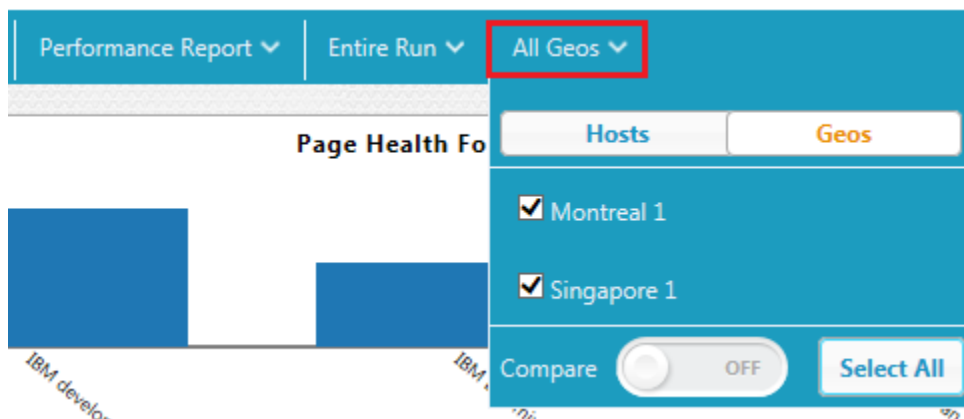 Performance Report
Entire Run
All Geos
Page Health Fo
Hosts
Geos
Montreal 1
Singapore 1
Compare
OFF
Select All
IBM develo
IBM